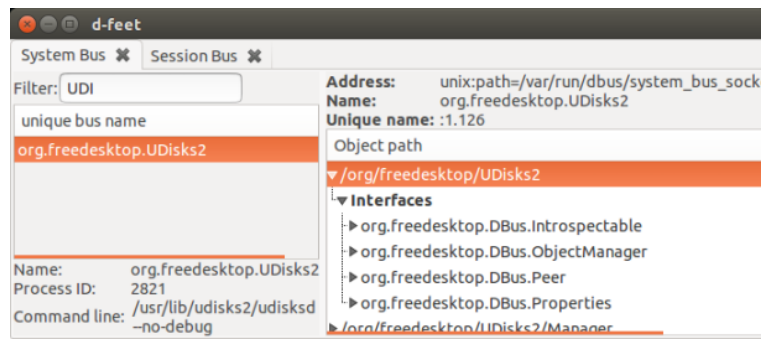 d-feet
System Bus ✖ Session Bus ✖
Filter: UDI
unique bus name
org.freedesktop.UDisks2
Name: org.freedesktop.UDisks2
Process ID: 2821
Command line: /usr/lib/udisks2/udisksd
--no-debug
Address: unix:path=/var/run/dbus/system_bus_sock
Name: org.freedesktop.UDisks2
Unique name: :1.126
Object path
/org/freedesktop/UDisks2
Interfaces
org.freedesktop.DBus.Introspectable
org.freedesktop.DBus.ObjectManager
org.freedesktop.DBus.Peer
org.freedesktop.DBus.Properties
/org/freedesktop/UDisks2/Manager